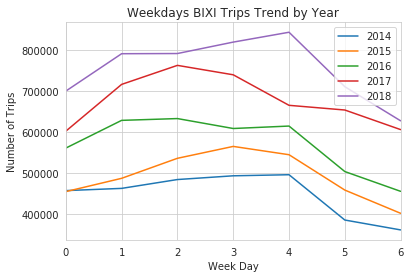 Weekdays BIXI Trips Trend by Year
2014
2015
2016
2017
2018
Number of Trips
800000
700000
600000
500000
400000
0 1 2 3 4 5 6
Week Day